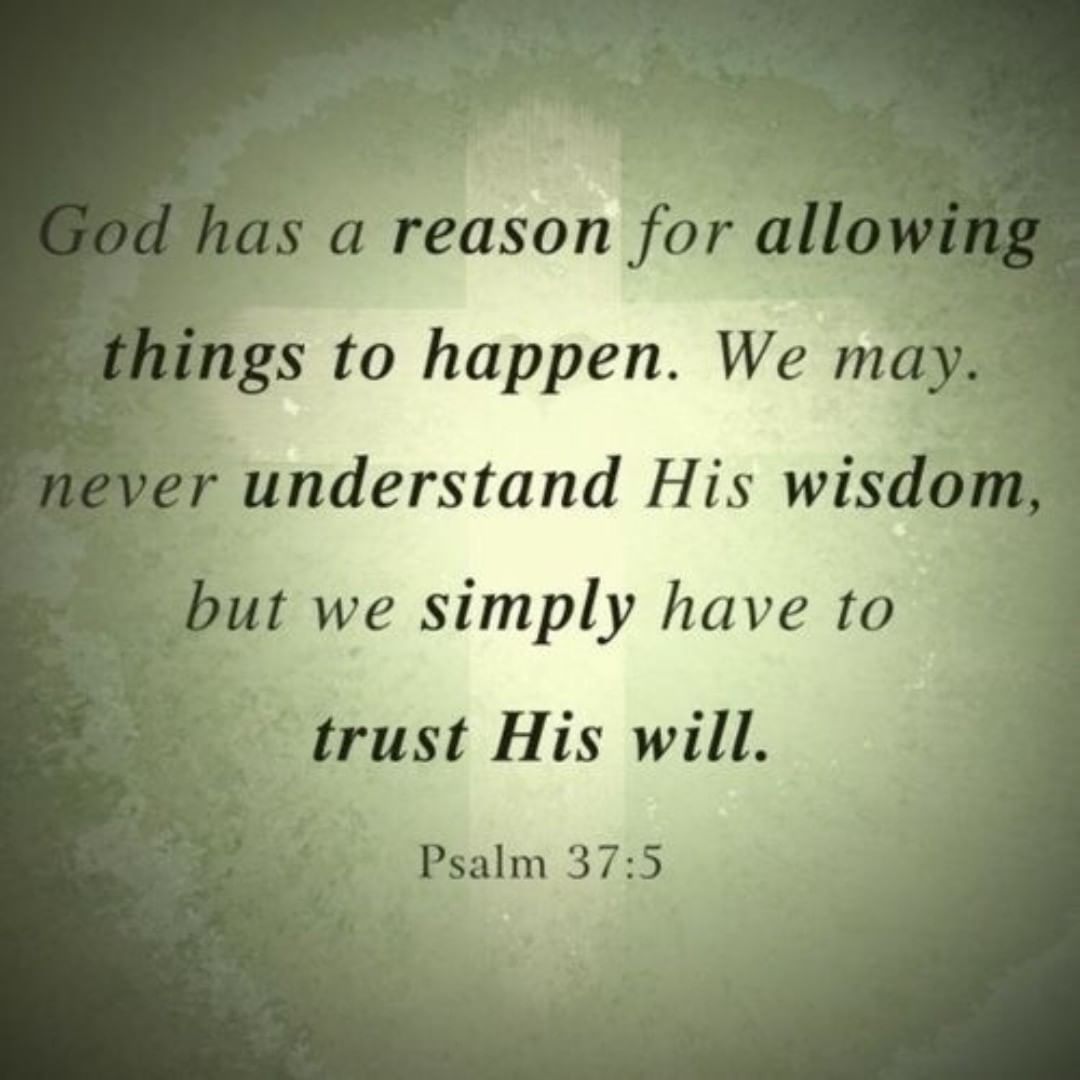 God has a reason for allowing
things to happen. We may.
never understand His wisdom,
but we simply have to
trust His will.
Psalm 37:5